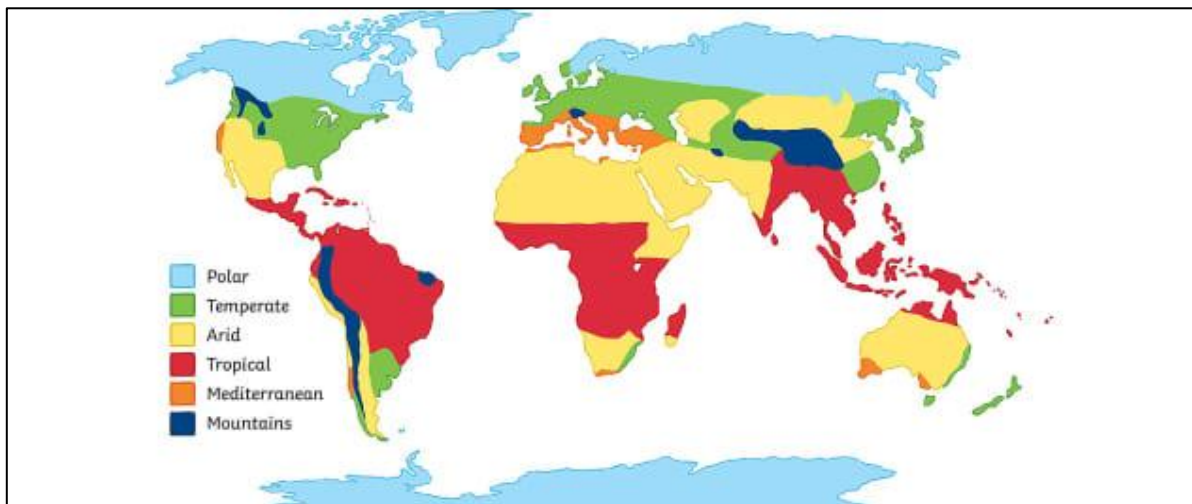 Polar
Temperate
Arid
Tropical
Mediterranean
Mountains